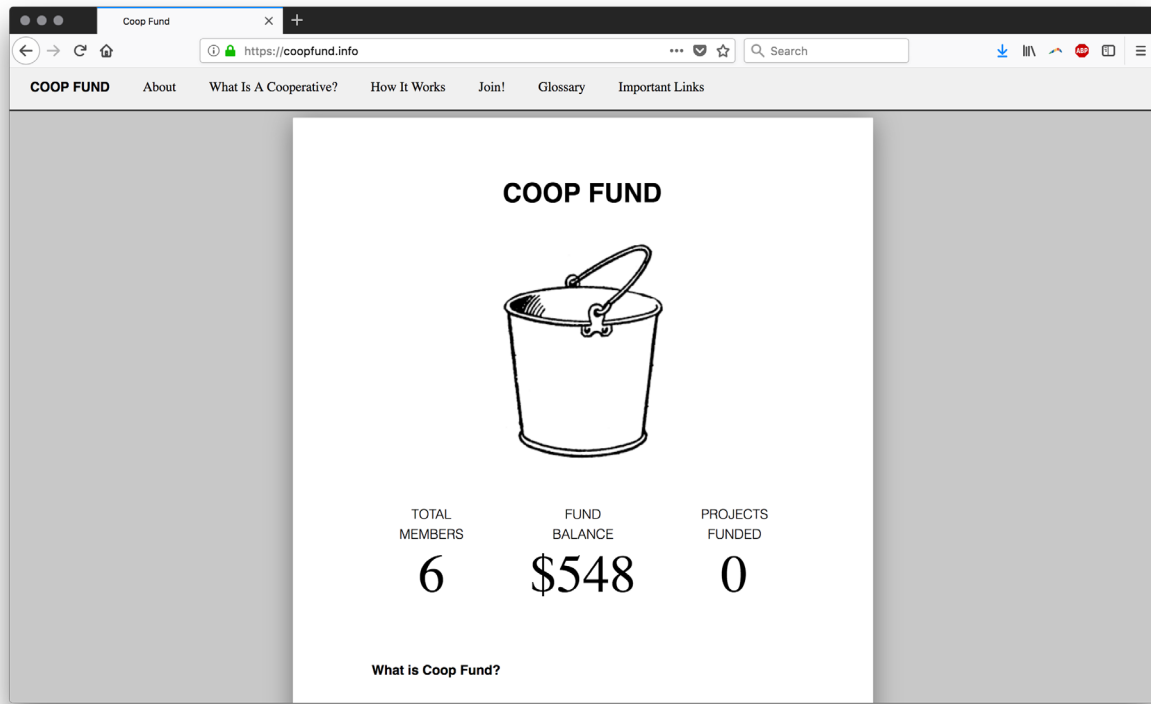 Coop Fund
https://coopfund.info
Search
ABP
COOP FUND About What Is A Cooperative? How It Works Join! Glossary Important Links
COOP FUND
TOTAL MEMBERS
6
FUND BALANCE
$548
PROJECTS FUNDED
0
What is Coop Fund?